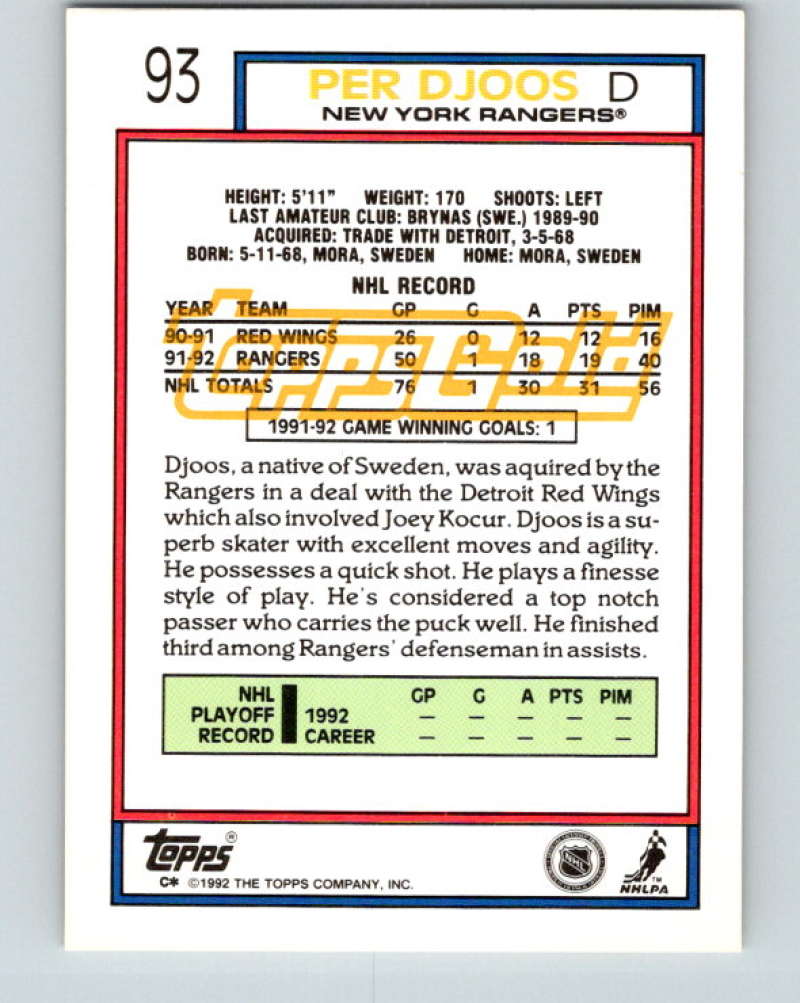 93
PER DJOOS D
NEW YORK RANGERS®
HEIGHT: 5'11" WEIGHT: 170 SHOOTS: LEFT
LAST AMATEUR CLUB: BRYNAS (SWE.) 1989-90
ACQUIRED: TRADE WITH DETROIT, 3-5-68
BORN: 5-11-68, MORA, SWEDEN HOME: MORA, SWEDEN
NHL RECORD
YEAR TEAM GP G A PTS PIM
90-91 RED WINGS 26 0 12 12 16
91-92 RANGERS 50 1 18 19 40
NHL TOTALS 76 1 30 31 56
ToppsGold
1991-92 GAME WINNING GOALS: 1
Djoos, a native of Sweden, was aquired by the
Rangers in a deal with the Detroit Red Wings
which also involved Joey Kocur. Djoos is a su-
perb skater with excellent moves and agility.
He possesses a quick shot. He plays a finesse
style of play. He's considered a top notch
passer who carries the puck well. He finished
third among Rangers' defenseman in assists.
NHL PLAYOFF RECORD GP G A PTS PIM
1992 – – – – –
CAREER – – – – –
Topps®
C* ©1992 THE TOPPS COMPANY, INC.
NHL
NHLPA™